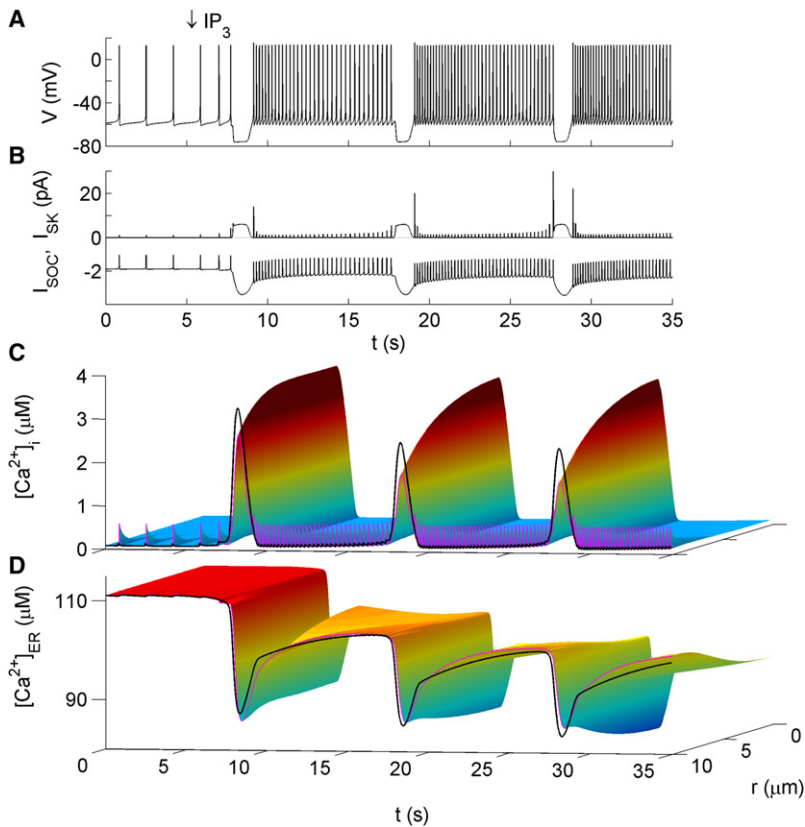 A
↓ IP3
V (mV)
0
-40
-80
B
ISOC, ISK (pA)
20
0
-2
0 5 10 15 20 25 30 35
t (s)
C
[Ca2+]i (μM)
4
3
2
1
0
D
[Ca2+]ER (μM)
110
90
0 5 10 15 20 25 30 35
t (s)
10 5 0
r (μm)